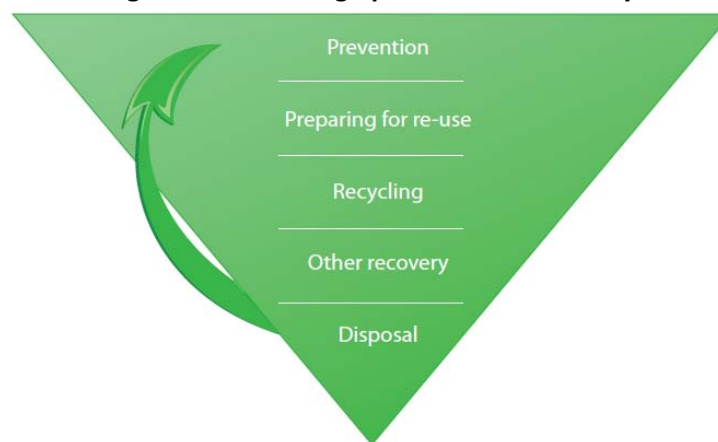 Prevention
Preparing for re-use
Recycling
Other recovery
Disposal